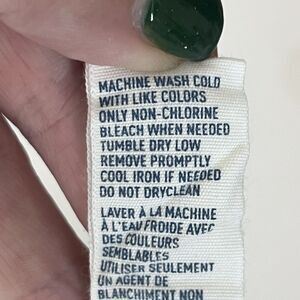 MACHINE WASH COLD
WITH LIKE COLORS
ONLY NON-CHLORINE
BLEACH WHEN NEEDED
TUMBLE DRY LOW
REMOVE PROMPTLY
COOL IRON IF NEEDED
DO NOT DRYCLEAN
LAVER À LA MACHINE
À L'EAU FROIDE AVEC
DES COULEURS
SEMBLABLES
UTILISER SEULEMENT
UN AGENT DE
BLANCHIMENT NON